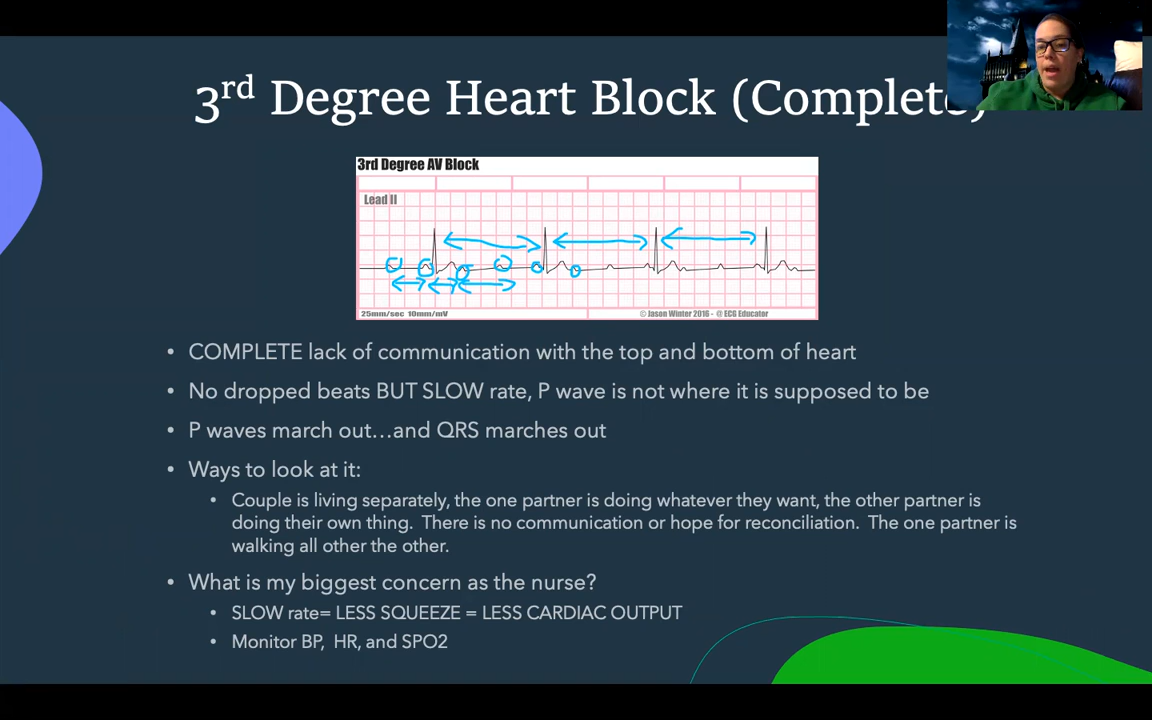 3rd Degree Heart Block (Complete)
3rd Degree AV Block
Lead II
25mm/sec 10mm/mV
© Jason Winter 2016 - @ ECG Educator
• COMPLETE lack of communication with the top and bottom of heart
• No dropped beats BUT SLOW rate, P wave is not where it is supposed to be
• P waves march out…and QRS marches out
• Ways to look at it:
• Couple is living separately, the one partner is doing whatever they want, the other partner is
doing their own thing. There is no communication or hope for reconciliation. The one partner is
walking all other the other.
• What is my biggest concern as the nurse?
• SLOW rate= LESS SQUEEZE = LESS CARDIAC OUTPUT
• Monitor BP, HR, and SPO2